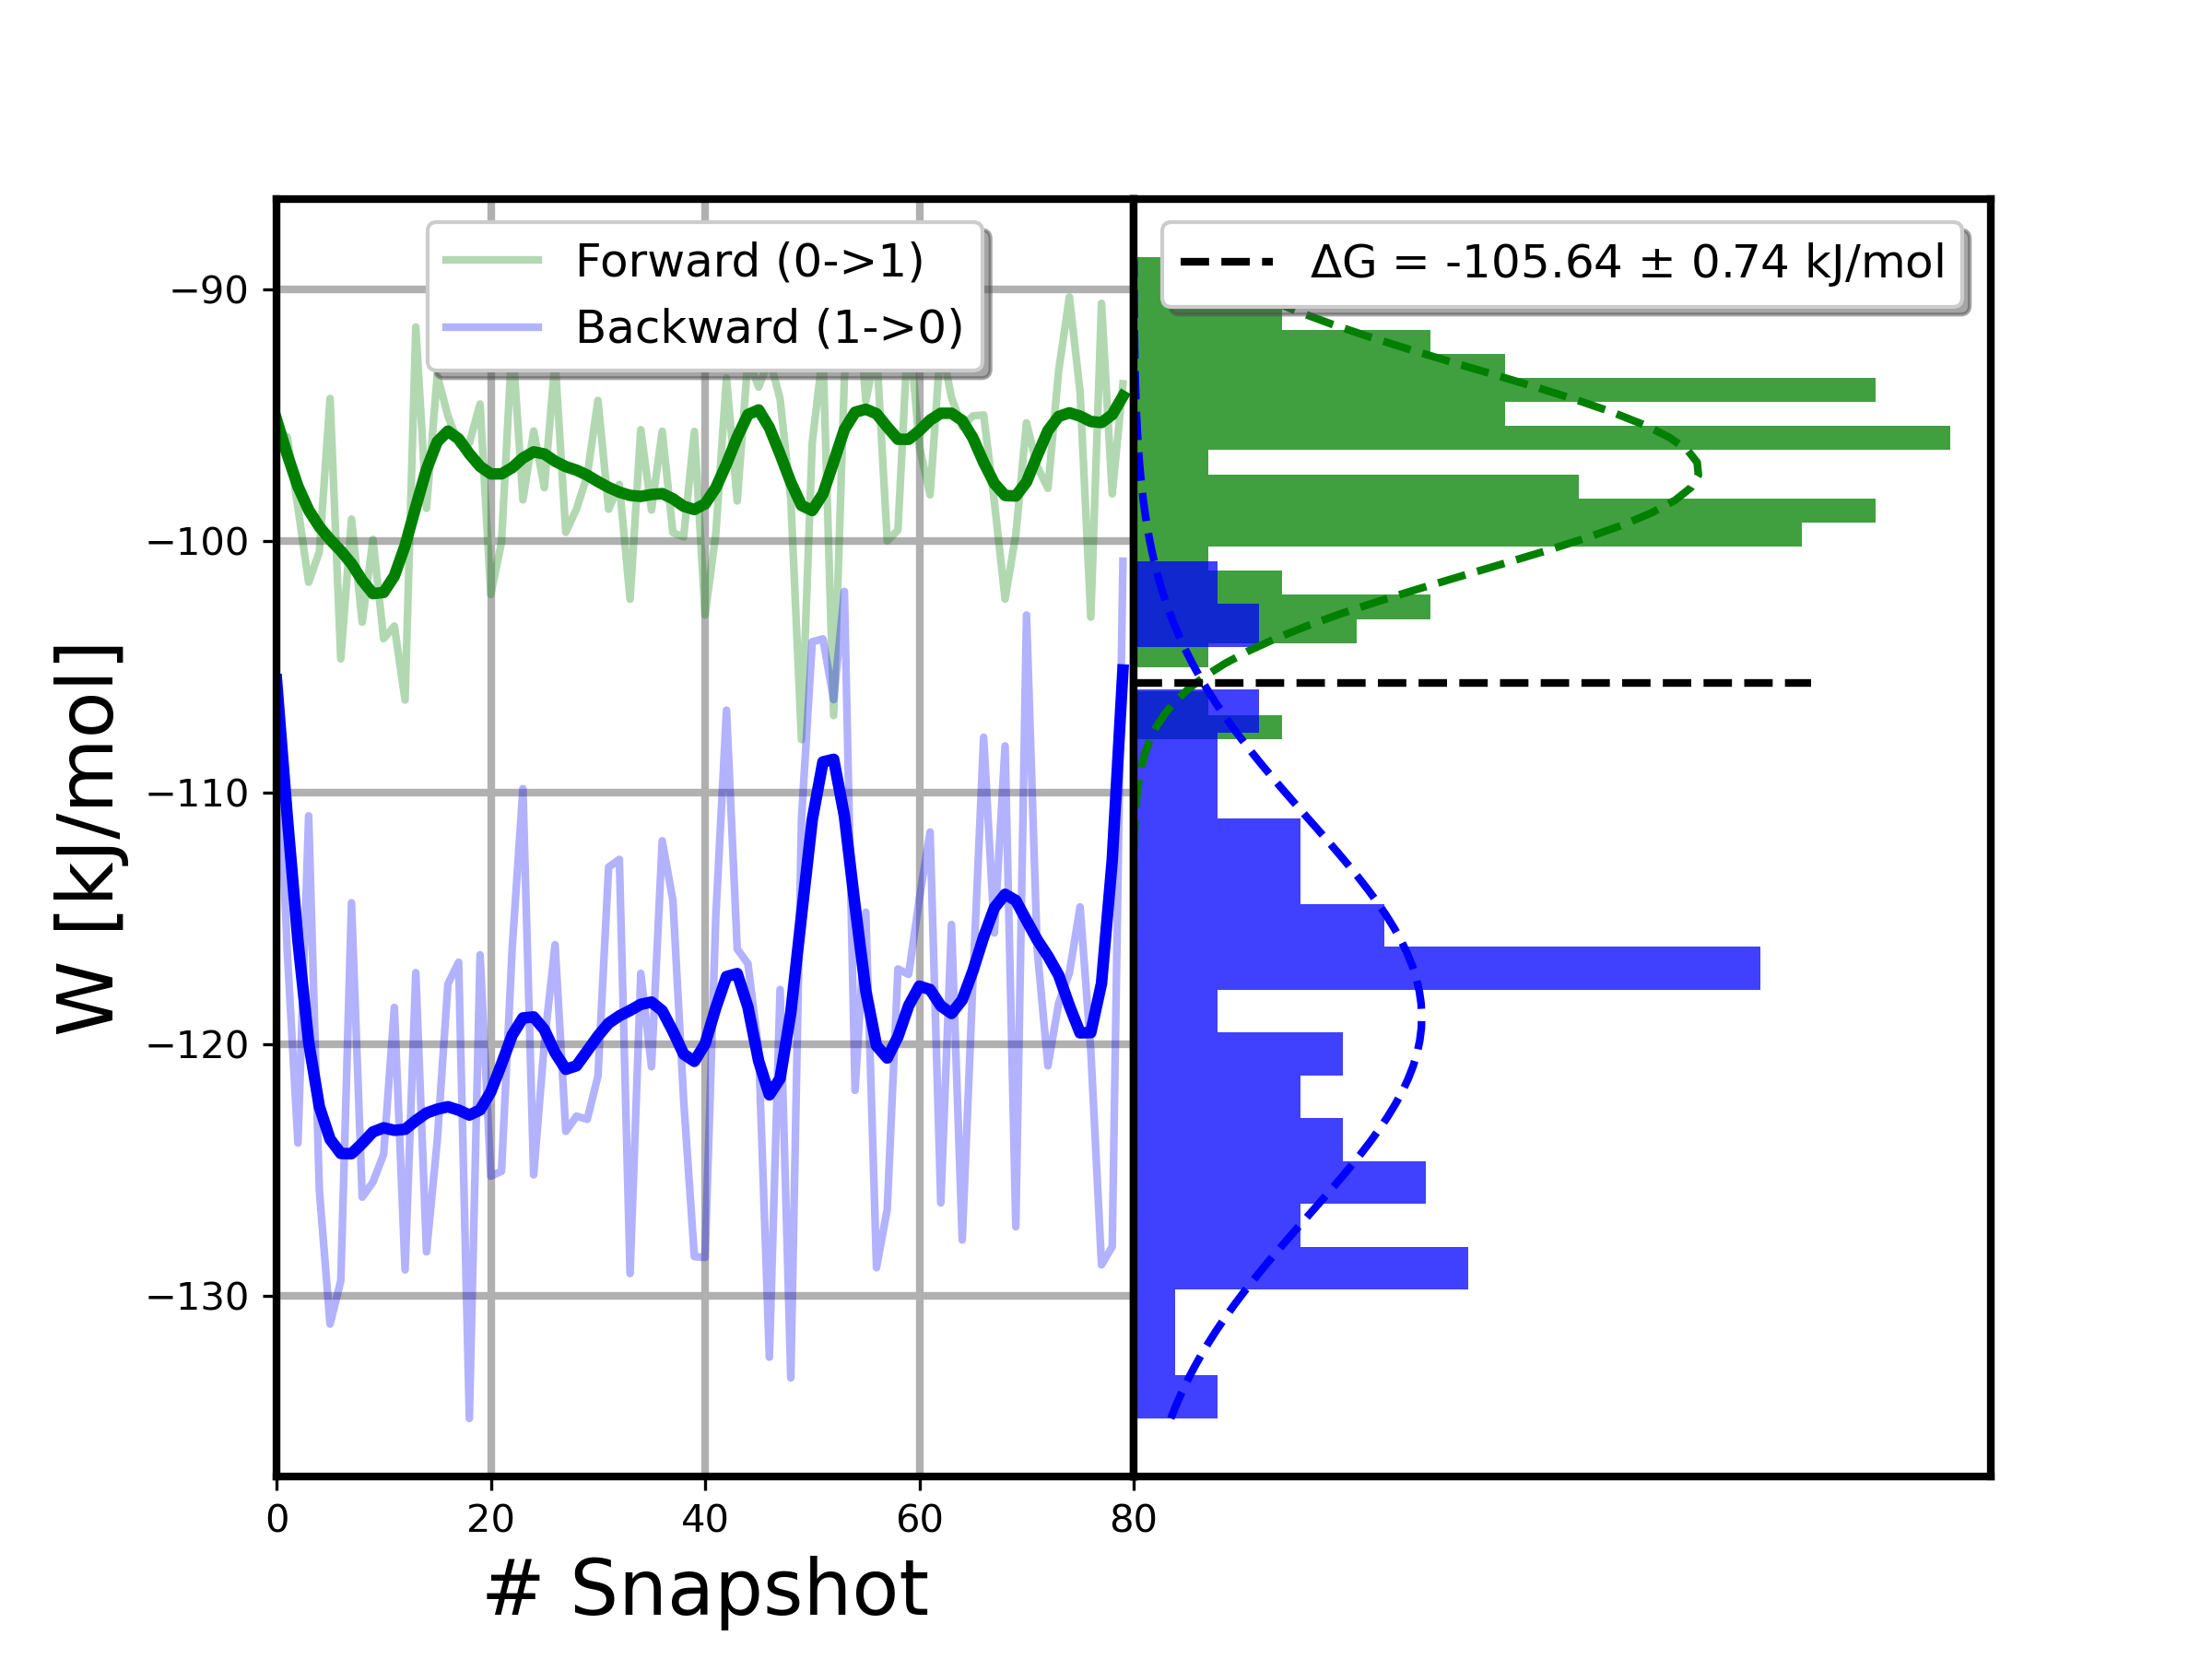 Forward (0->1)
Backward (1->0)
ΔG = -105.64 ± 0.74 kJ/mol
−90
−100
−110
−120
−130
W [kJ/mol]
0 20 40 60 80
# Snapshot